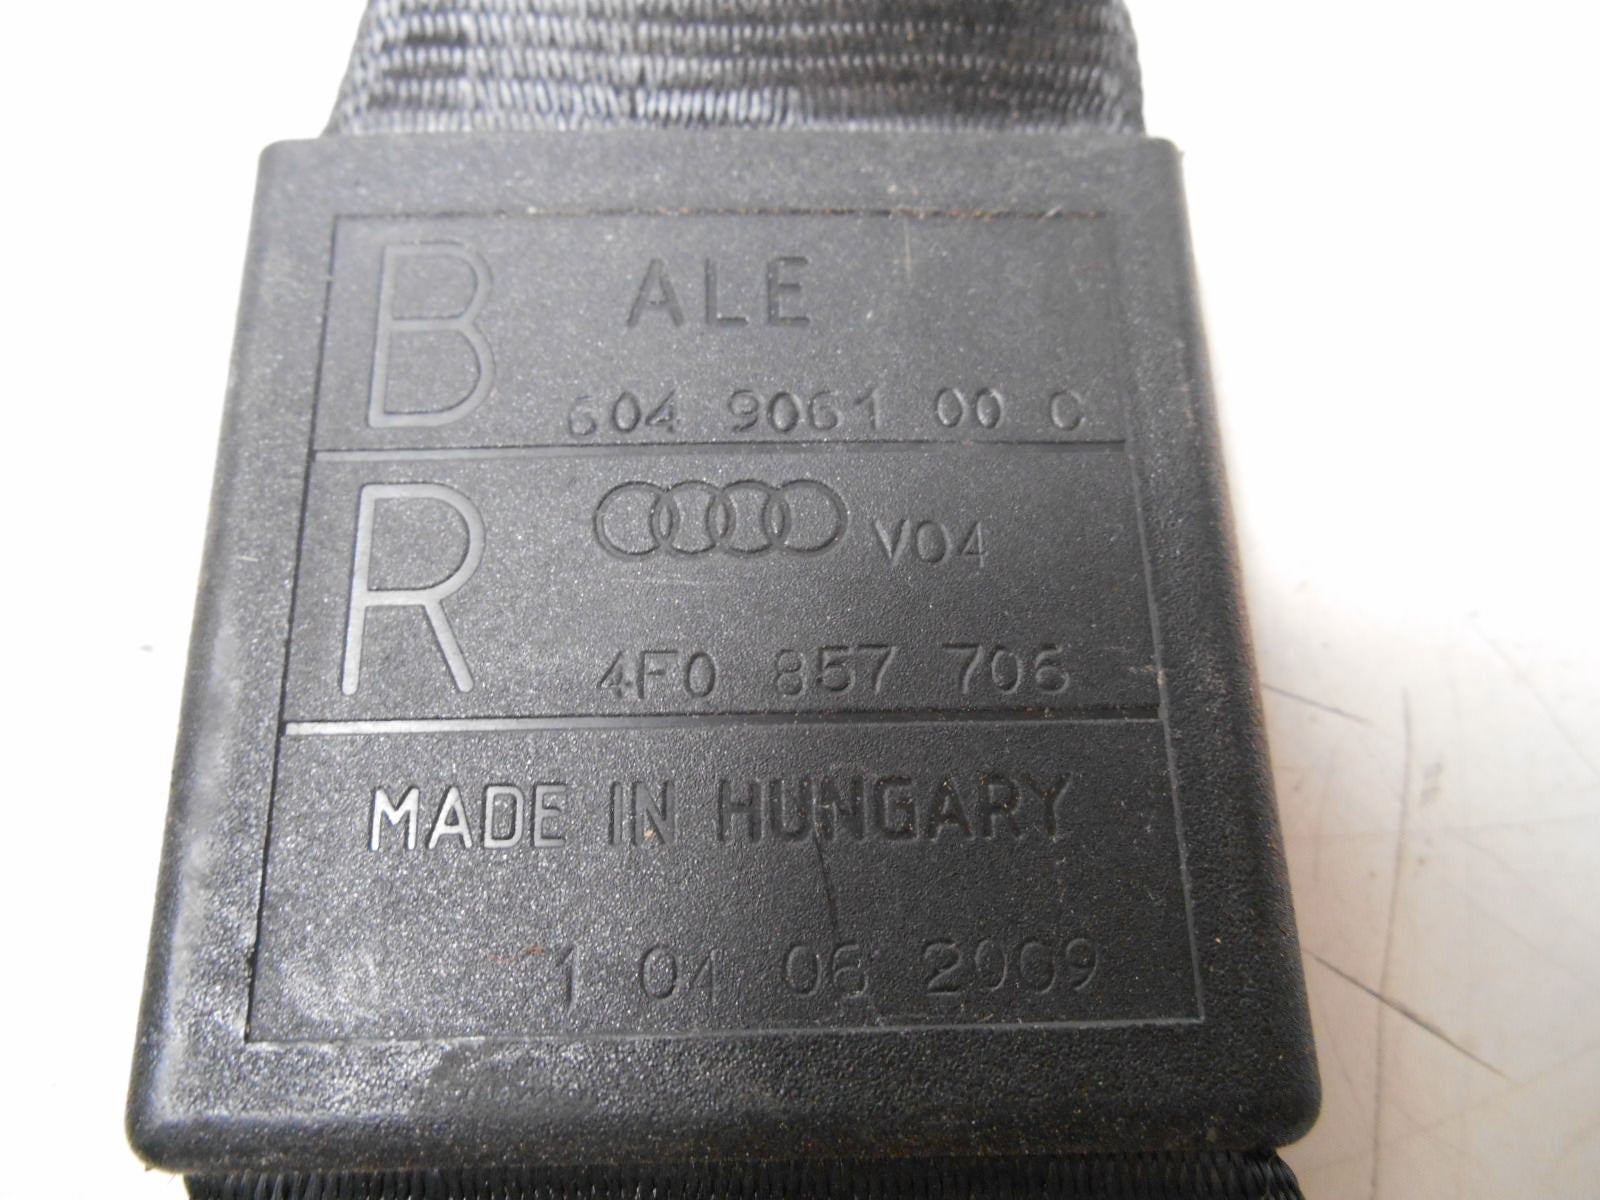 B ALE
604 9061 00 C
R V04
4F0 857 706
MADE IN HUNGARY
1 04 06 2009